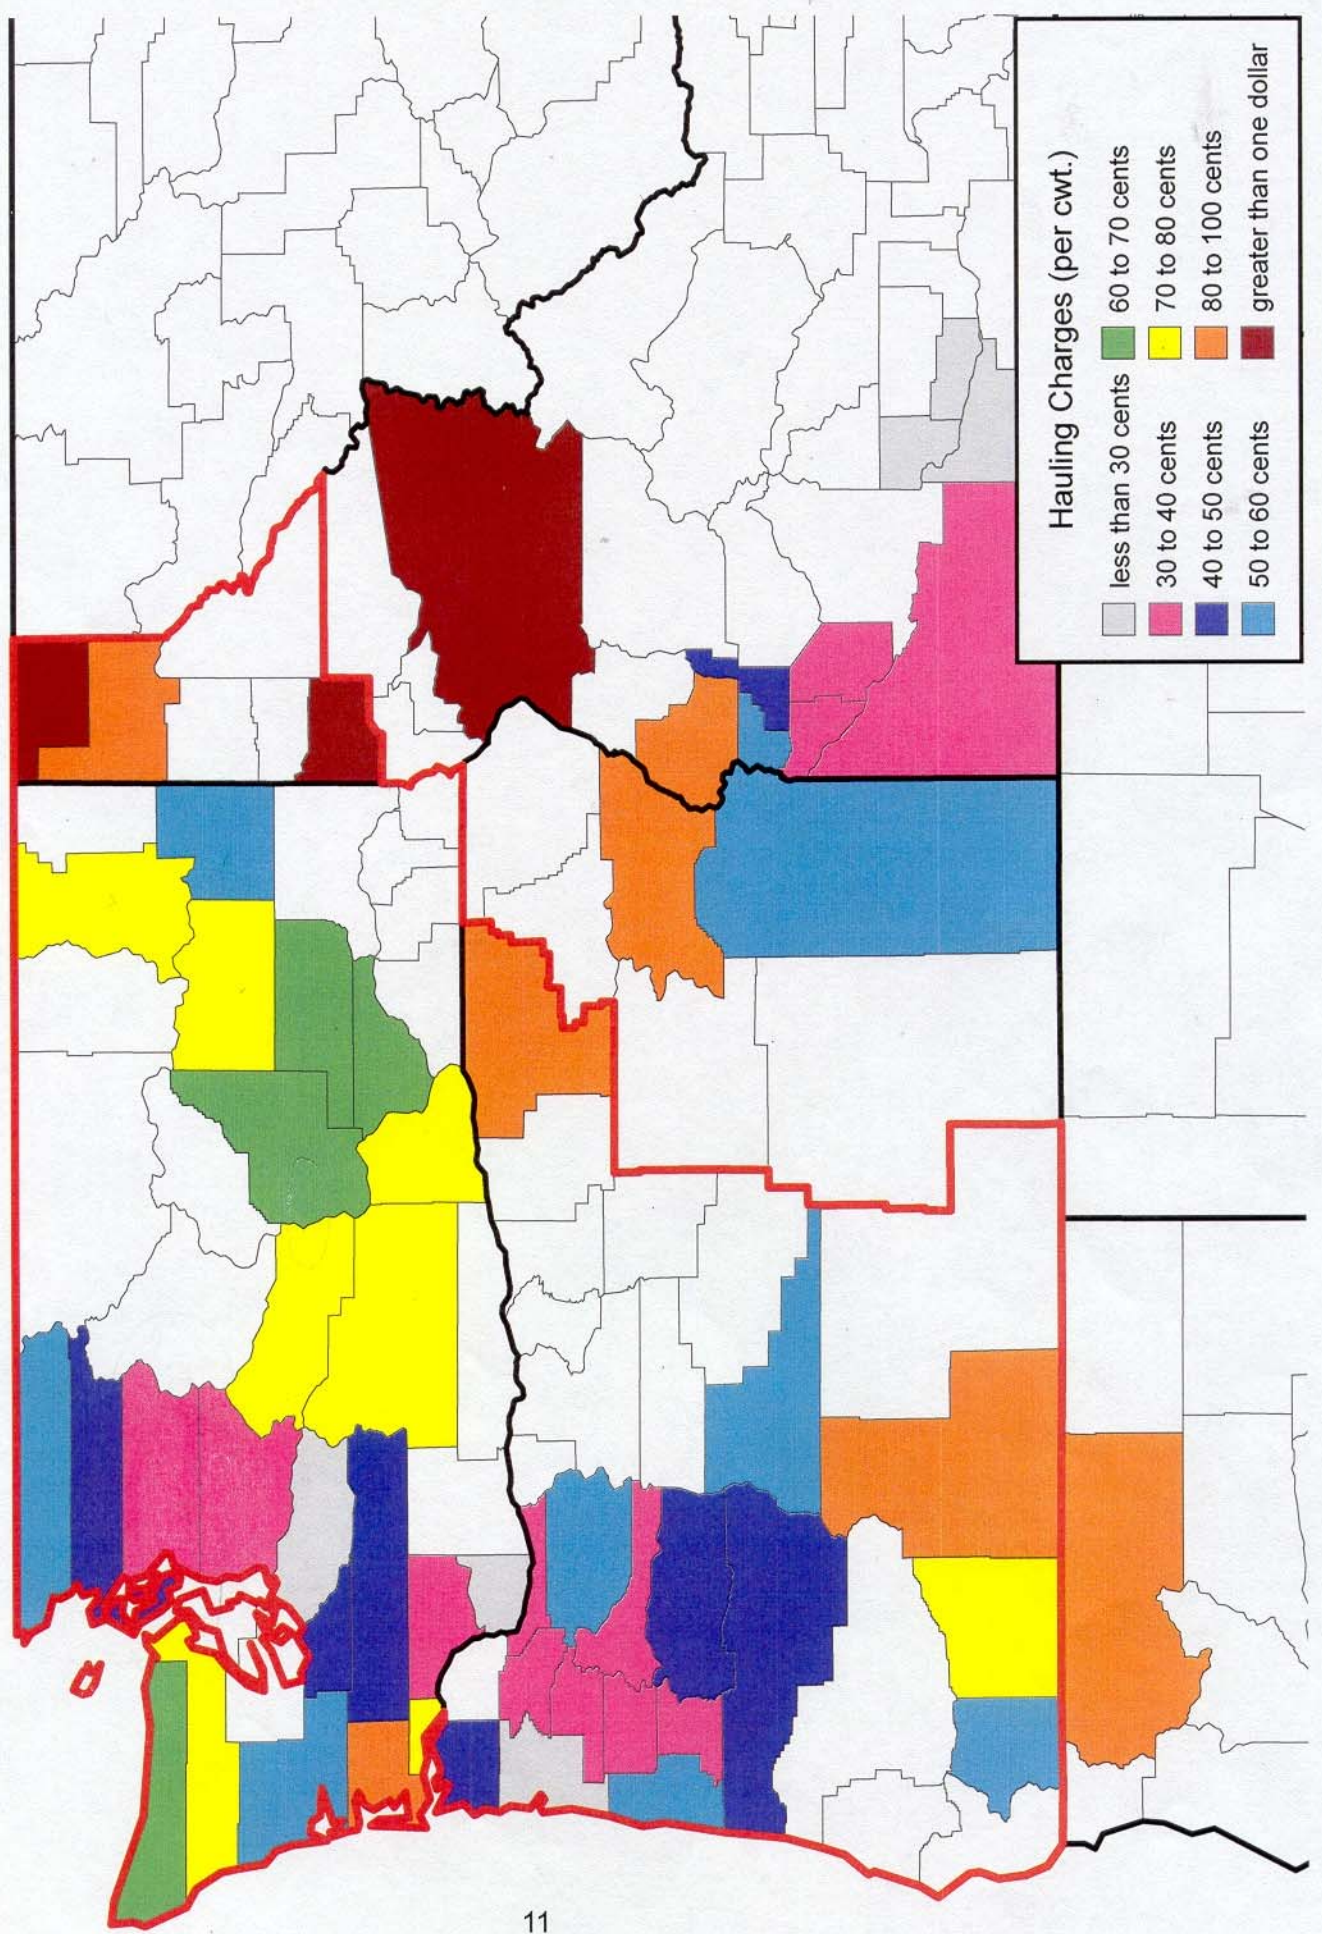 Hauling Charges (per cwt.)
less than 30 cents
30 to 40 cents
40 to 50 cents
50 to 60 cents
60 to 70 cents
70 to 80 cents
80 to 100 cents
greater than one dollar
11